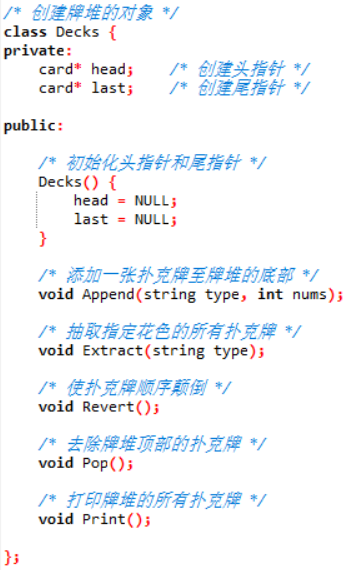 /* 创建牌堆的对象 */
class Decks {
private:
card* head; /* 创建头指针 */
card* last; /* 创建尾指针 */
public:
/* 初始化头指针和尾指针 */
Decks() {
head = NULL;
last = NULL;
}
/* 添加一张扑克牌至牌堆的底部 */
void Append(string type, int nums);
/* 抽取指定花色的所有扑克牌 */
void Extract(string type);
/* 使扑克牌顺序颠倒 */
void Revert();
/* 去除牌堆顶部的扑克牌 */
void Pop();
/* 打印牌堆的所有扑克牌 */
void Print();
};